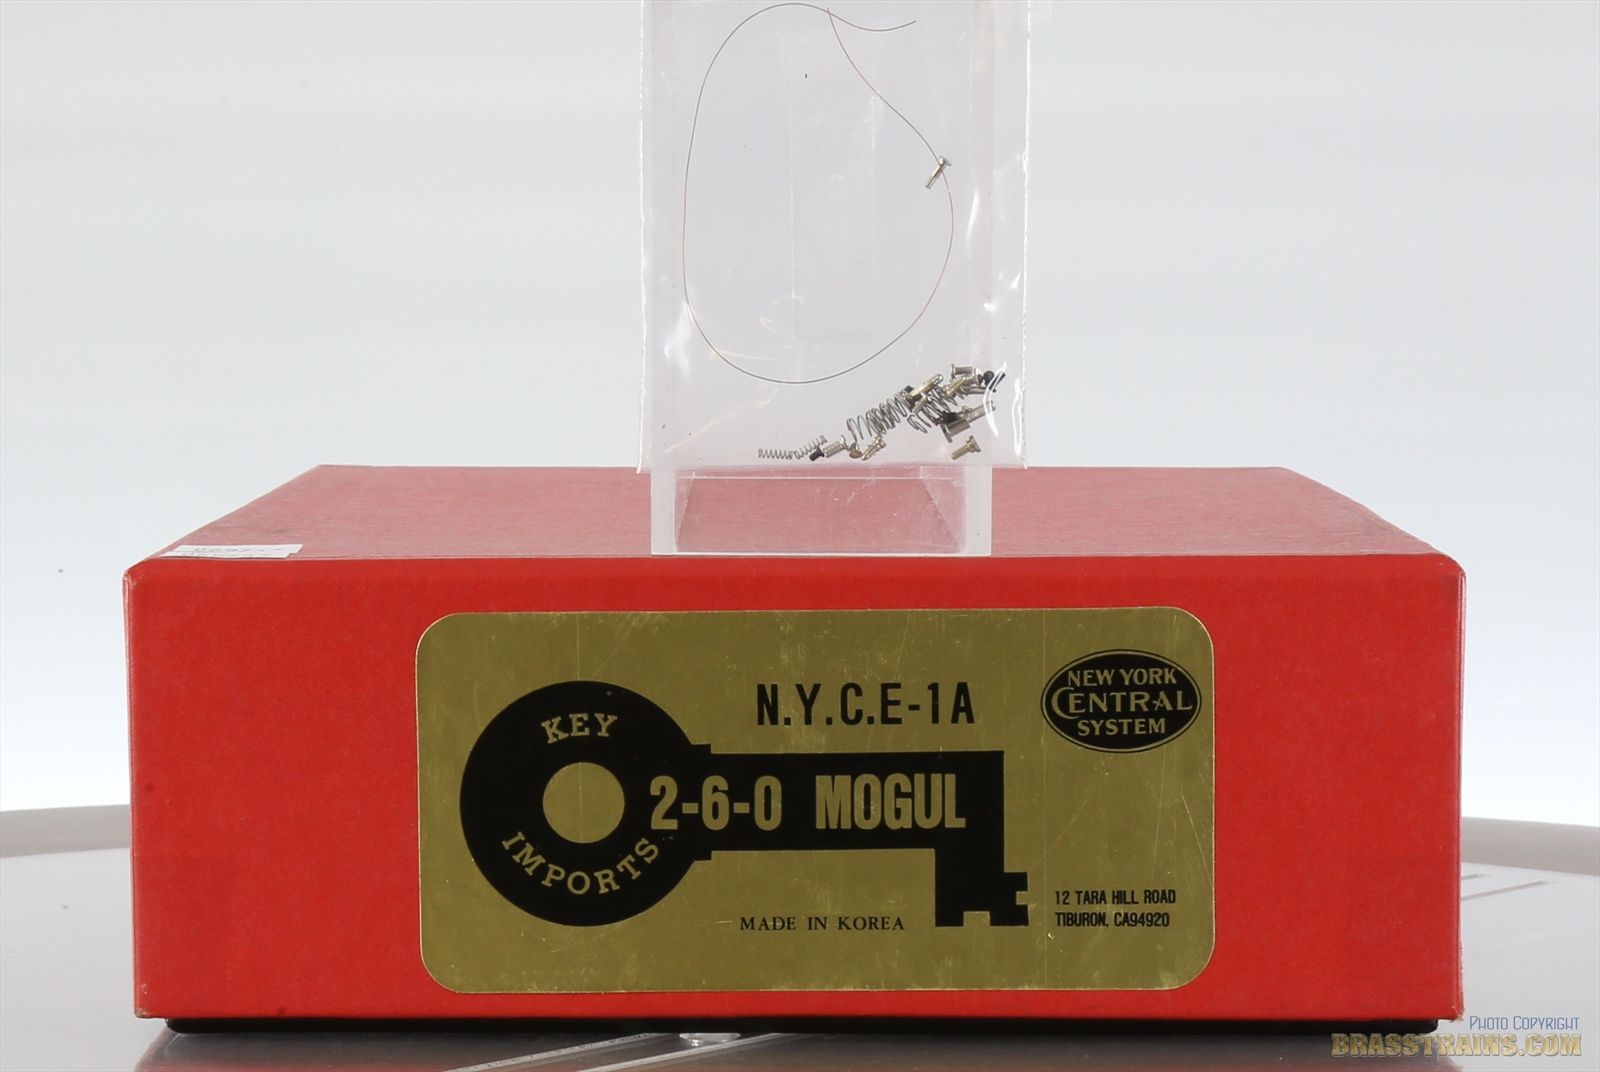 N.Y.C.E-1A
NEW YORK
CENTRAL
SYSTEM
KEY
IMPORTS
2-6-0 MOGUL
MADE IN KOREA
12 TARA HILL ROAD
TIBURON, CA94920
PHOTO COPYRIGHT
BRASSTRAINS.COM